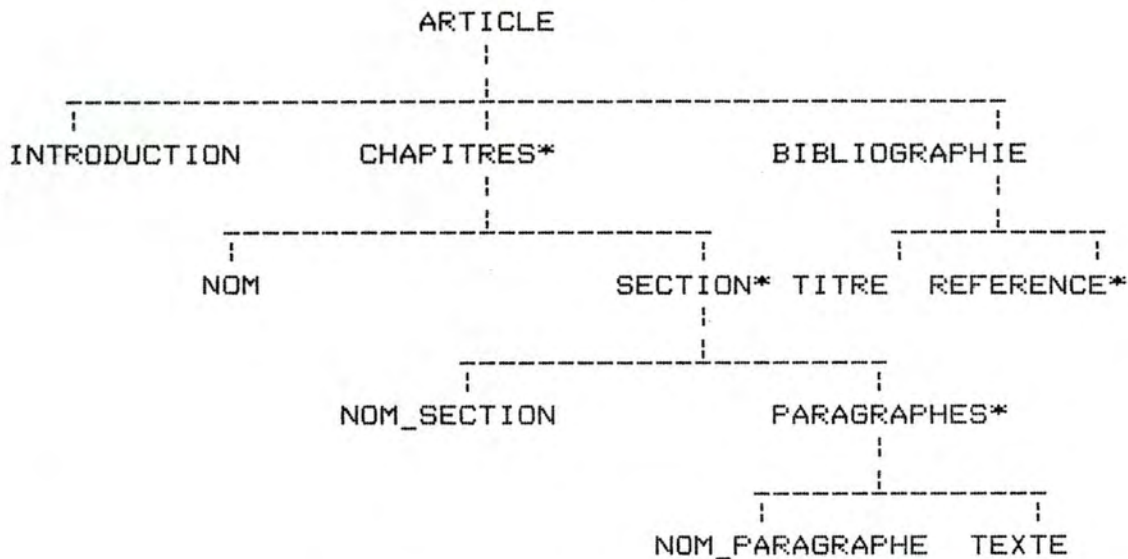 ARTICLE
INTRODUCTION CHAPITRES* BIBLIOGRAPHIE
NOM SECTION* TITRE REFERENCE*
NOM_SECTION PARAGRAPHES*
NOM_PARAGRAPHE TEXTE